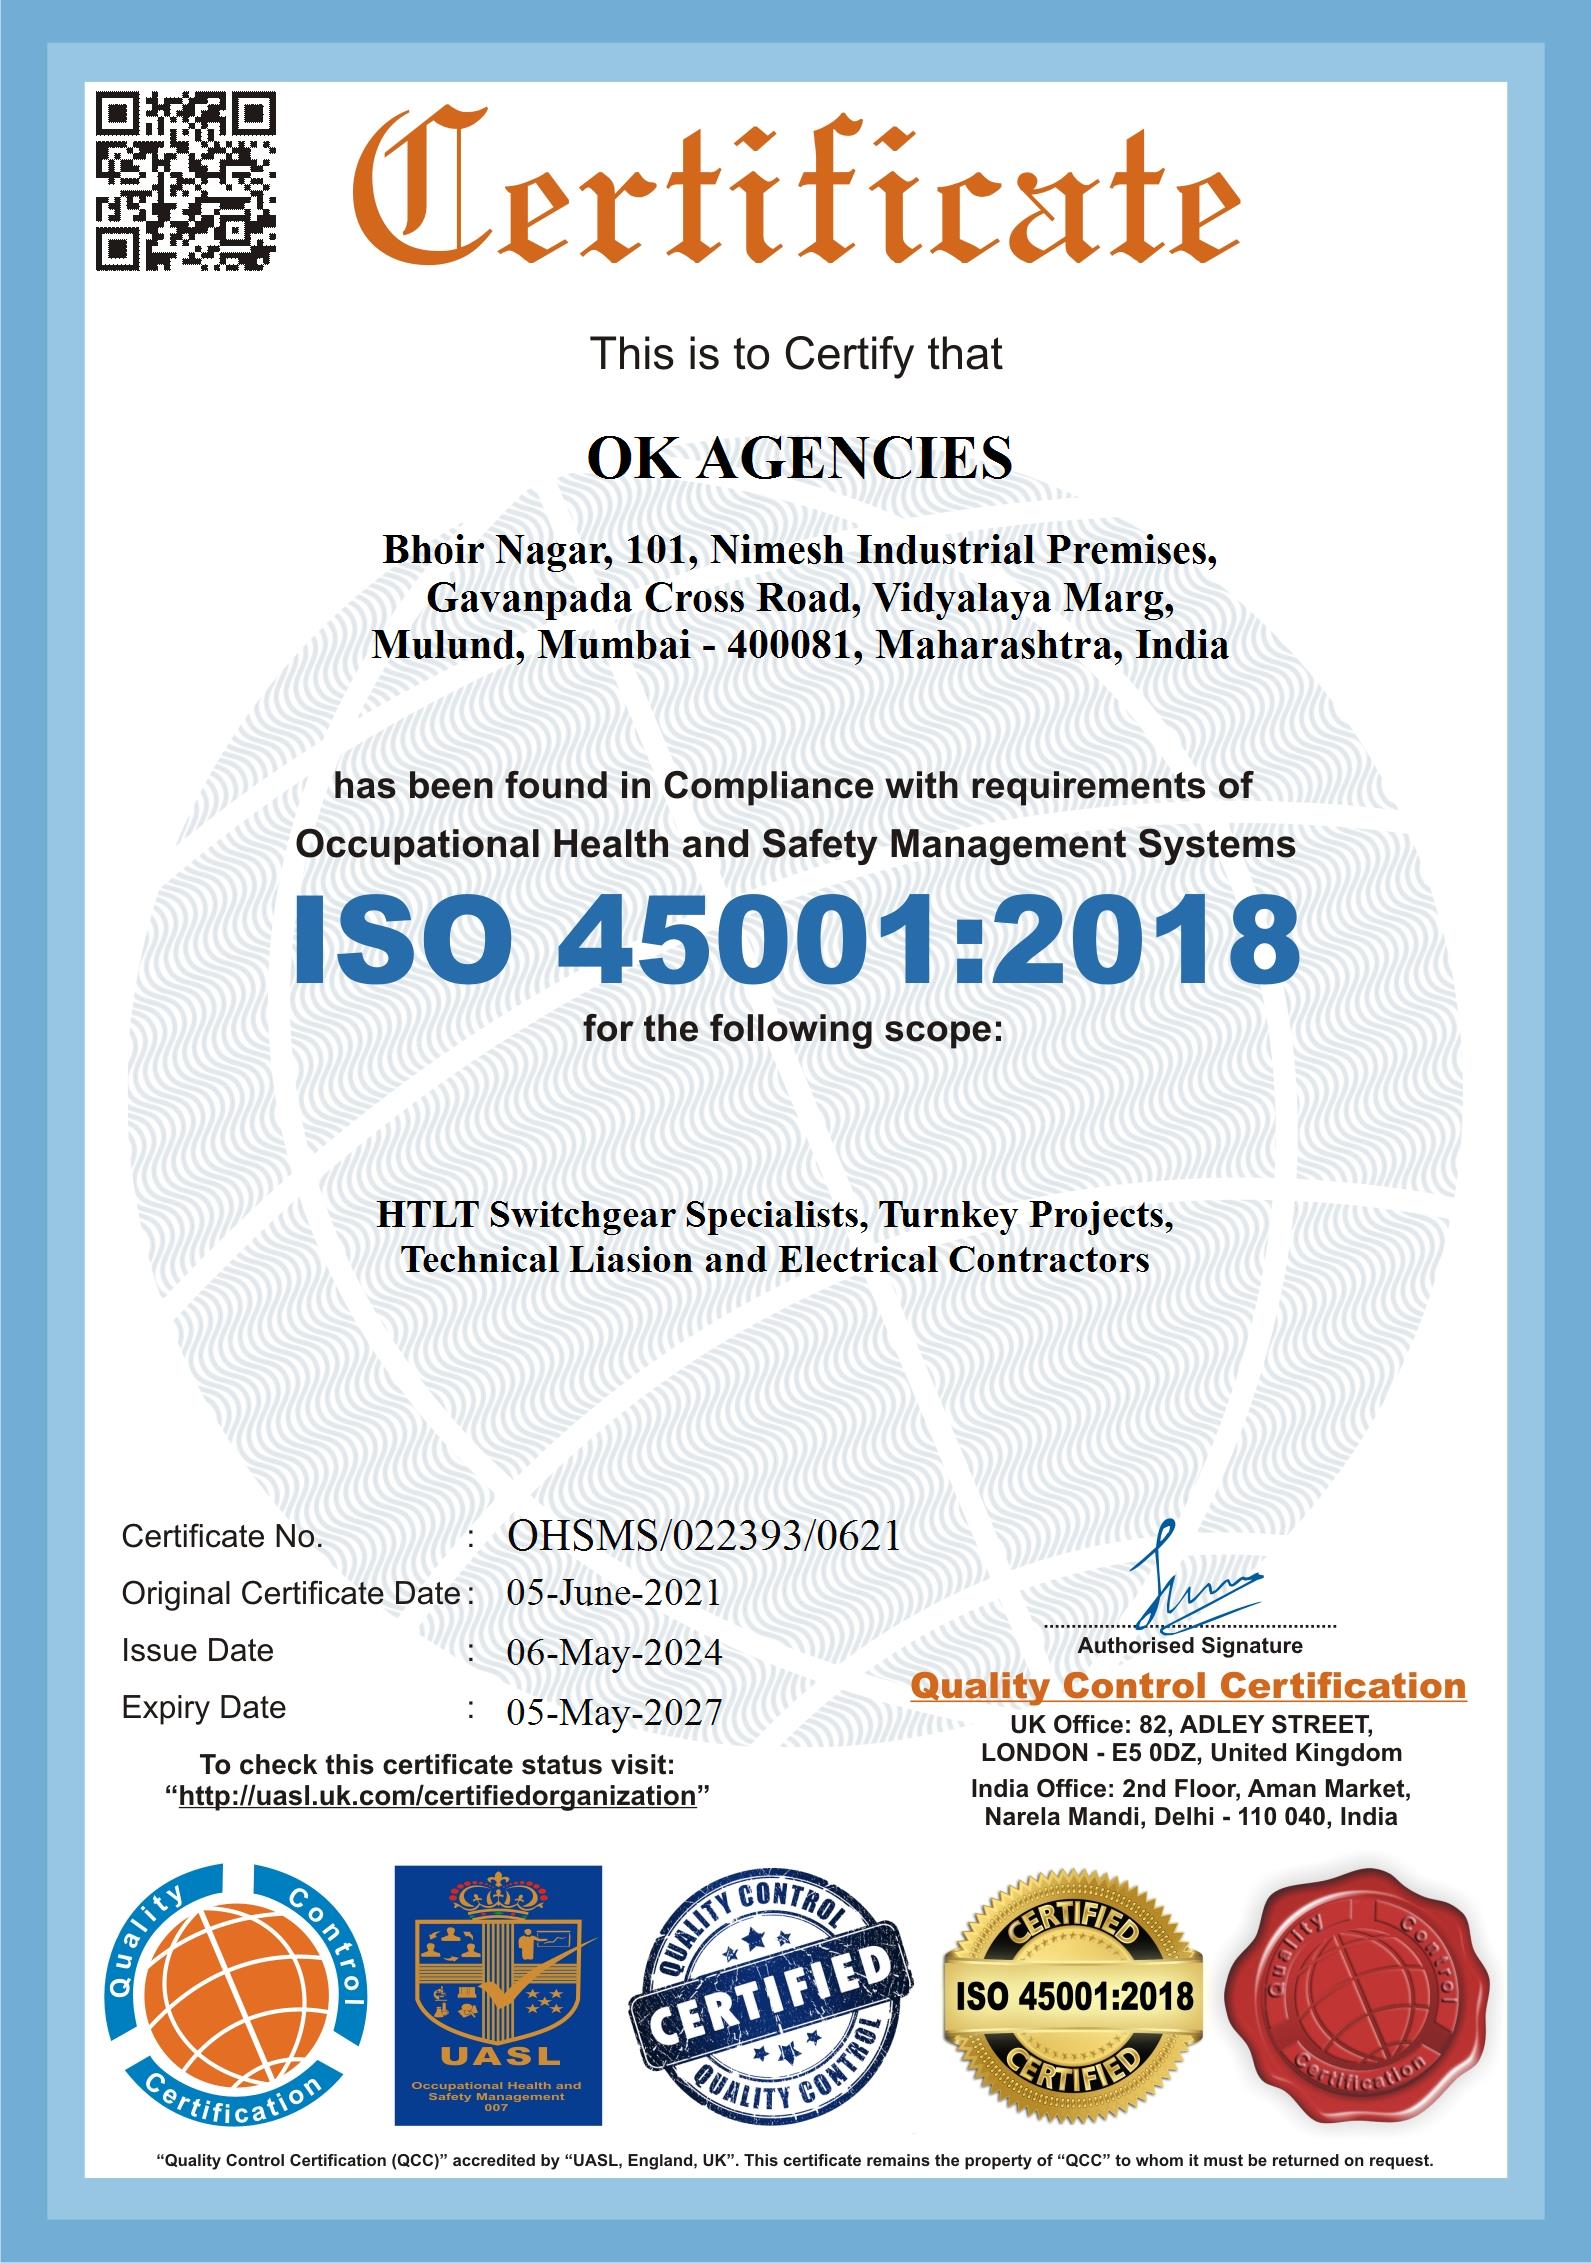 Certificate
This is to Certify that
OK AGENCIES
Bhoir Nagar, 101, Nimesh Industrial Premises,
Gavanpada Cross Road, Vidyalaya Marg,
Mulund, Mumbai - 400081, Maharashtra, India
has been found in Compliance with requirements of
Occupational Health and Safety Management Systems
ISO 45001:2018
for the following scope:
HTLT Switchgear Specialists, Turnkey Projects,
Technical Liasion and Electrical Contractors
Certificate No. : OHSMS/022393/0621
Original Certificate Date : 05-June-2021
Issue Date : 06-May-2024
Expiry Date : 05-May-2027
To check this certificate status visit:
“http://uasl.uk.com/certifiedorganization”
Authorised Signature
Quality Control Certification
UK Office: 82, ADLEY STREET,
LONDON - E5 0DZ, United Kingdom
India Office: 2nd Floor, Aman Market,
Narela Mandi, Delhi - 110 040, India
Quality Control Certification
UASL
Occupational Health and
Safety Management
007
QUALITY CONTROL
CERTIFIED
QUALITY CONTROL
CERTIFIED
ISO 45001:2018
CERTIFIED
Quality Control Certification
“Quality Control Certification (QCC)” accredited by “UASL, England, UK”. This certificate remains the property of “QCC” to whom it must be returned on request.